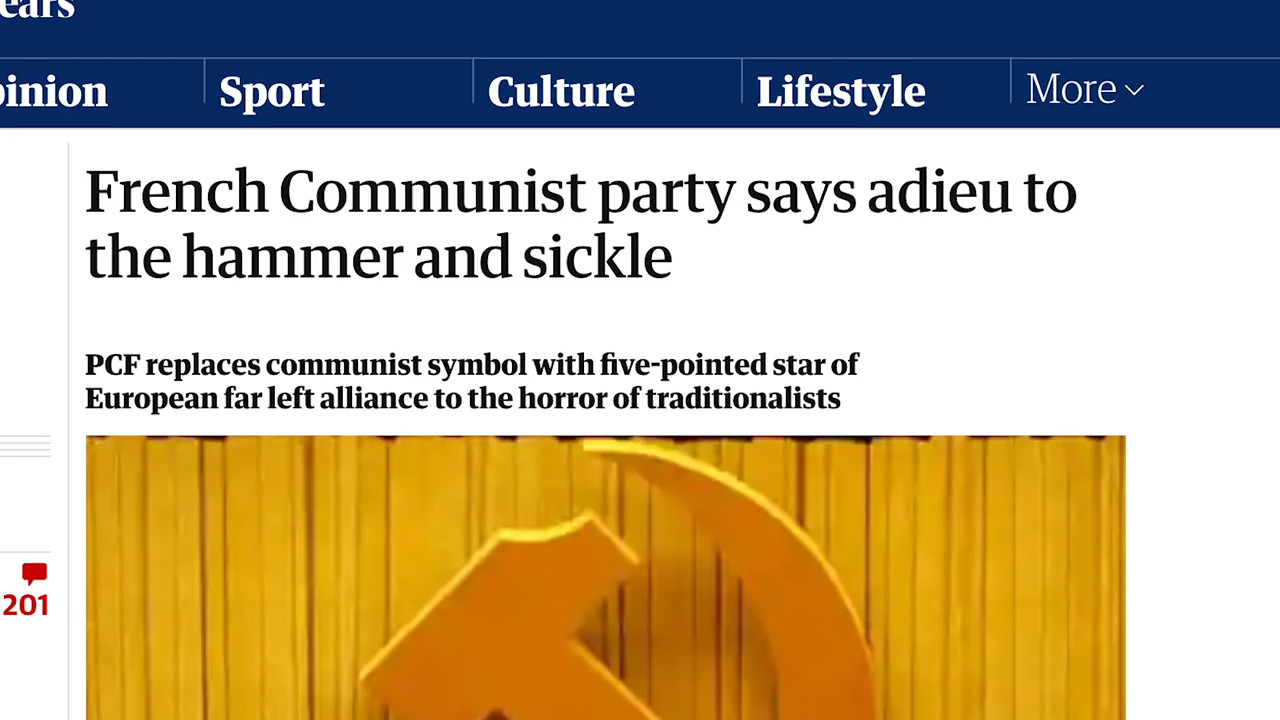 ears
pinion Sport Culture Lifestyle More
French Communist party says adieu to
the hammer and sickle
PCF replaces communist symbol with five-pointed star of
European far left alliance to the horror of traditionalists
201